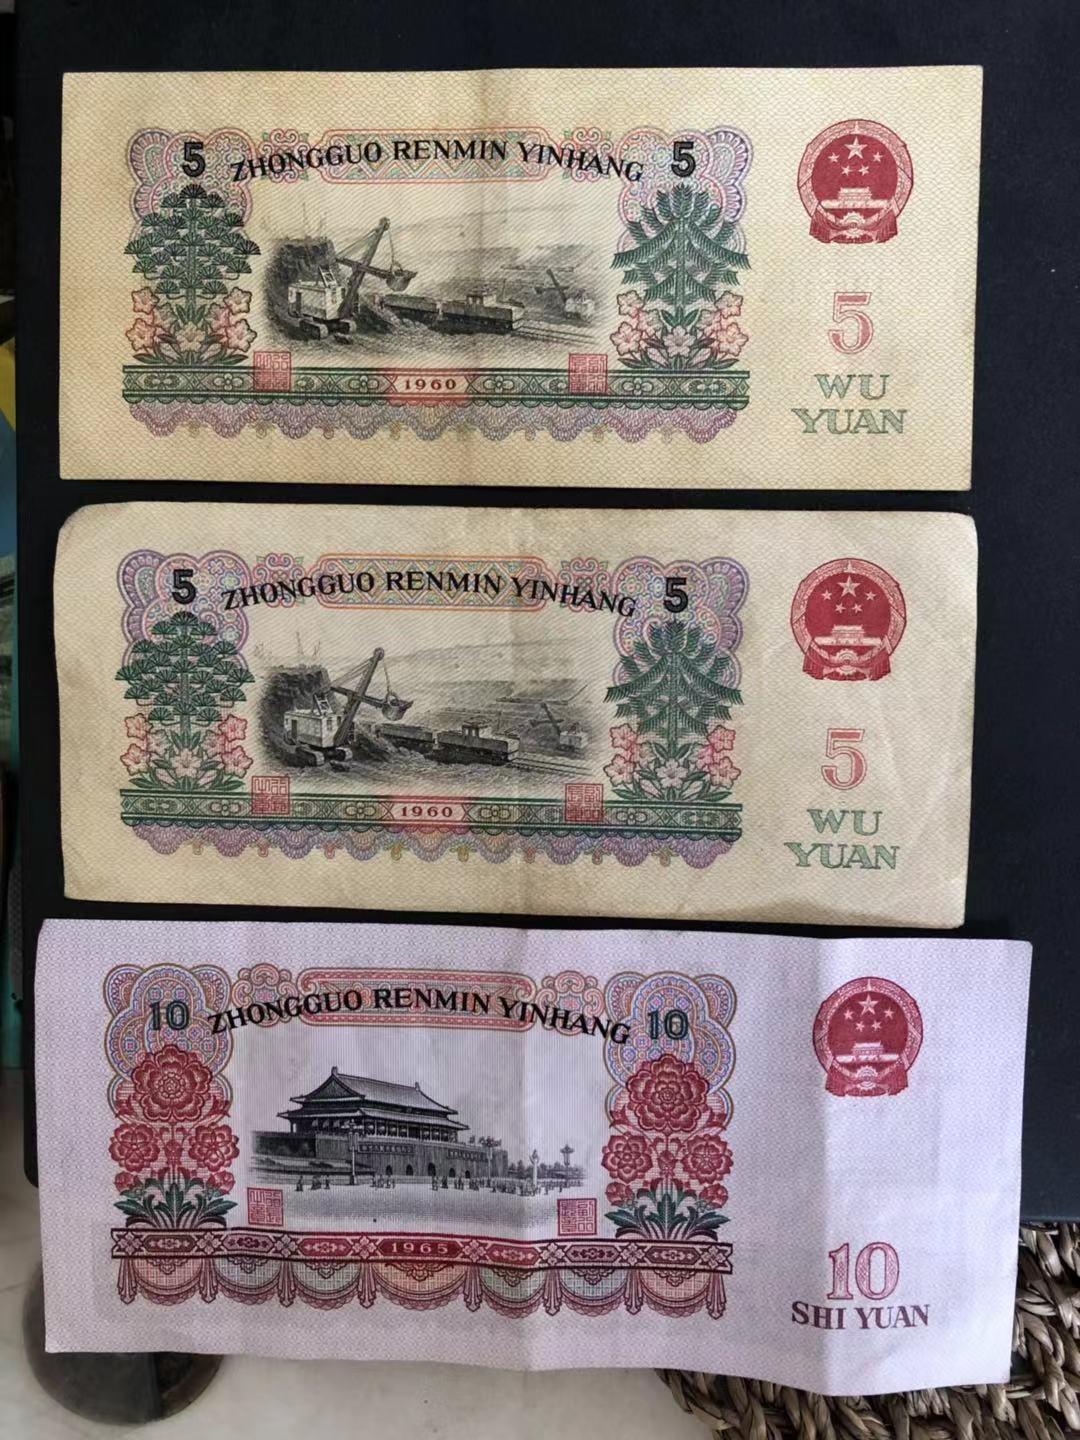 5 ZHONGGUO RENMIN YINHANG 5
5
WU
YUAN
1960
5 ZHONGGUO RENMIN YINHANG 5
5
WU
YUAN
1960
10 ZHONGGUO RENMIN YINHANG 10
1965
10
SHI YUAN